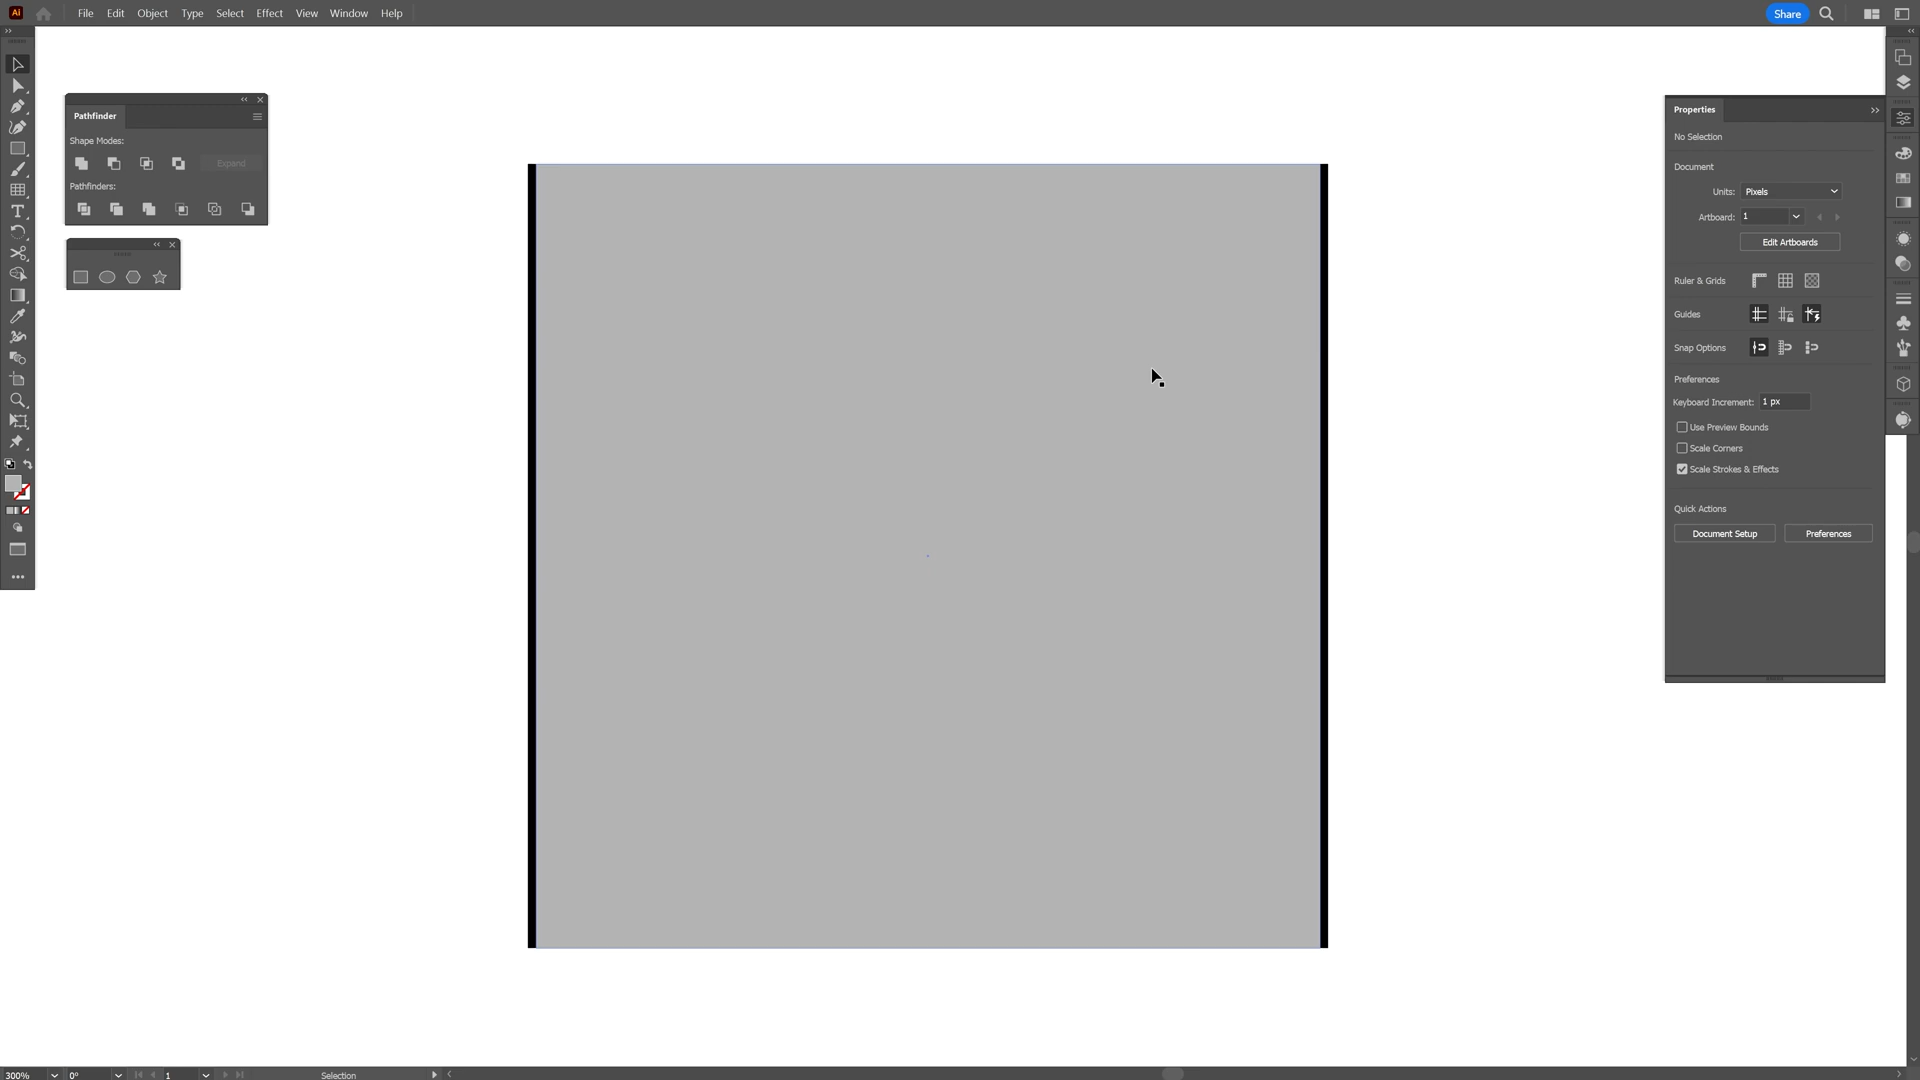 Ai File Edit Object Type Select Effect View Window Help Share
Pathfinder
Shape Modes:
Expand
Pathfinders:
Properties
No Selection
Document
Units: Pixels
Artboard: 1
Edit Artboards
Ruler & Grids
Guides
Snap Options
Preferences
Keyboard Increment: 1 px
Use Preview Bounds
Scale Corners
Scale Strokes & Effects
Quick Actions
Document Setup Preferences
300% 0° 1 Selection